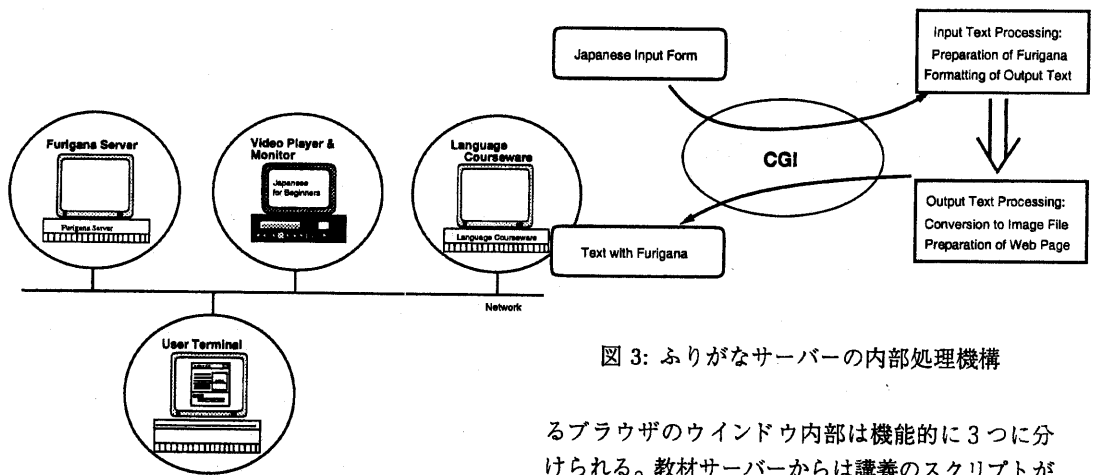 Furigana Server
Furigana Server
Video Player &
Monitor
Japanese
for Beginners
Language
Courseware
Language Courseware
Network
User Terminal
Japanese Input Form
Input Text Processing:
Preparation of Furigana
Formatting of Output Text
CGI
Output Text Processing:
Conversion to Image File
Preparation of Web Page
Text with Furigana
図 3: ふりがなサーバーの内部処理機構
るブラウザのウインドウ内部は機能的に 3 つに分
けられる。教材サーバーからは講義のスクリプトが